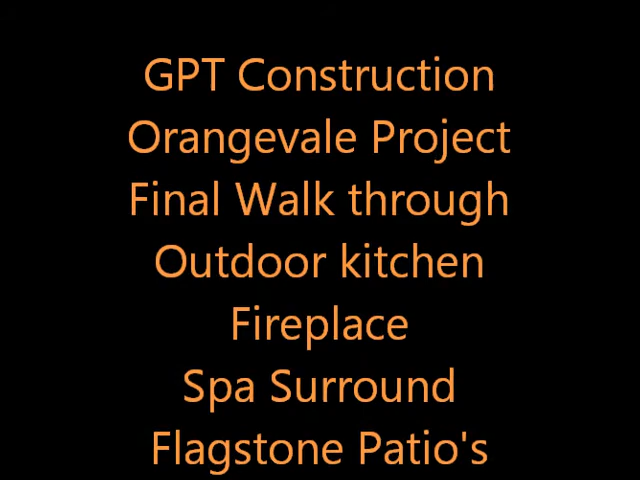 GPT Construction
Orangevale Project
Final Walk through
Outdoor kitchen
Fireplace
Spa Surround
Flagstone Patio's